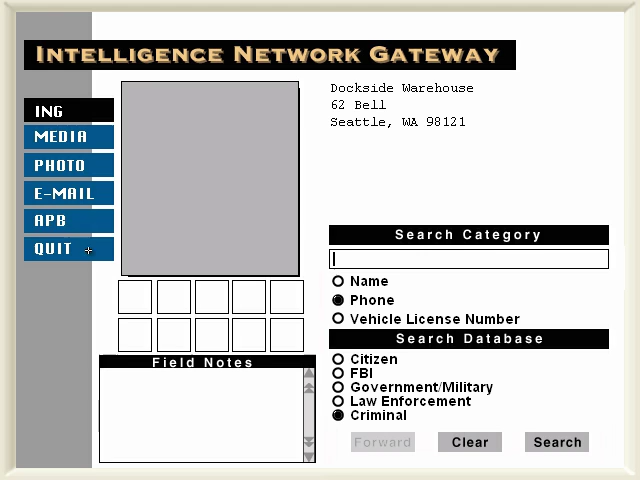 INTELLIGENCE NETWORK GATEWAY
ING
MEDIA
PHOTO
E-MAIL
APB
QUIT
Dockside Warehouse
62 Bell
Seattle, WA 98121
Search Category
Name
Phone
Vehicle License Number
Search Database
Citizen
FBI
Government/Military
Law Enforcement
Criminal
Field Notes
Forward Clear Search